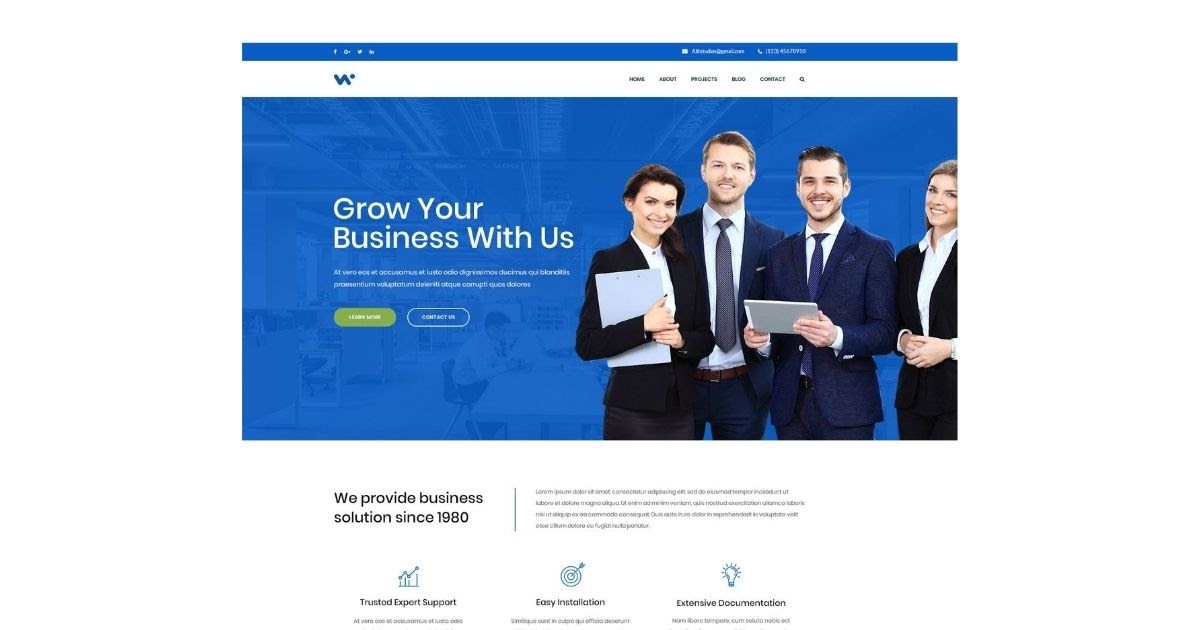 A8tstudios@gmail.com
HOME ABOUT PROJECTS BLOG CONTACT
Grow Your
Business With Us
At vero eos et accusamus et iusto odio dignissimos ducimus qui blanditiis
praesentium voluptatum deleniti atque corrupti quos dolores
LEARN MORE CONTACT US
We provide business
solution since 1980
Lorem ipsum dolor sit amet, consectetur adipiscing elit, sed do eiusmod tempor incididunt ut
labore et dolore magna aliqua. Ut enim ad minim veniam, quis nostrud exercitation ullamco laboris
nisi ut aliquip ex ea commodo consequat. Duis aute irure dolor in reprehenderit in voluptate velit
esse cillum dolore eu fugiat nulla pariatur.
Trusted Expert Support
At vero eos et accusamus et iusto odio
Easy Installation
Similique sunt in culpa qui officia deserunt
Extensive Documentation
Nam libero tempore, cum soluta nobis est